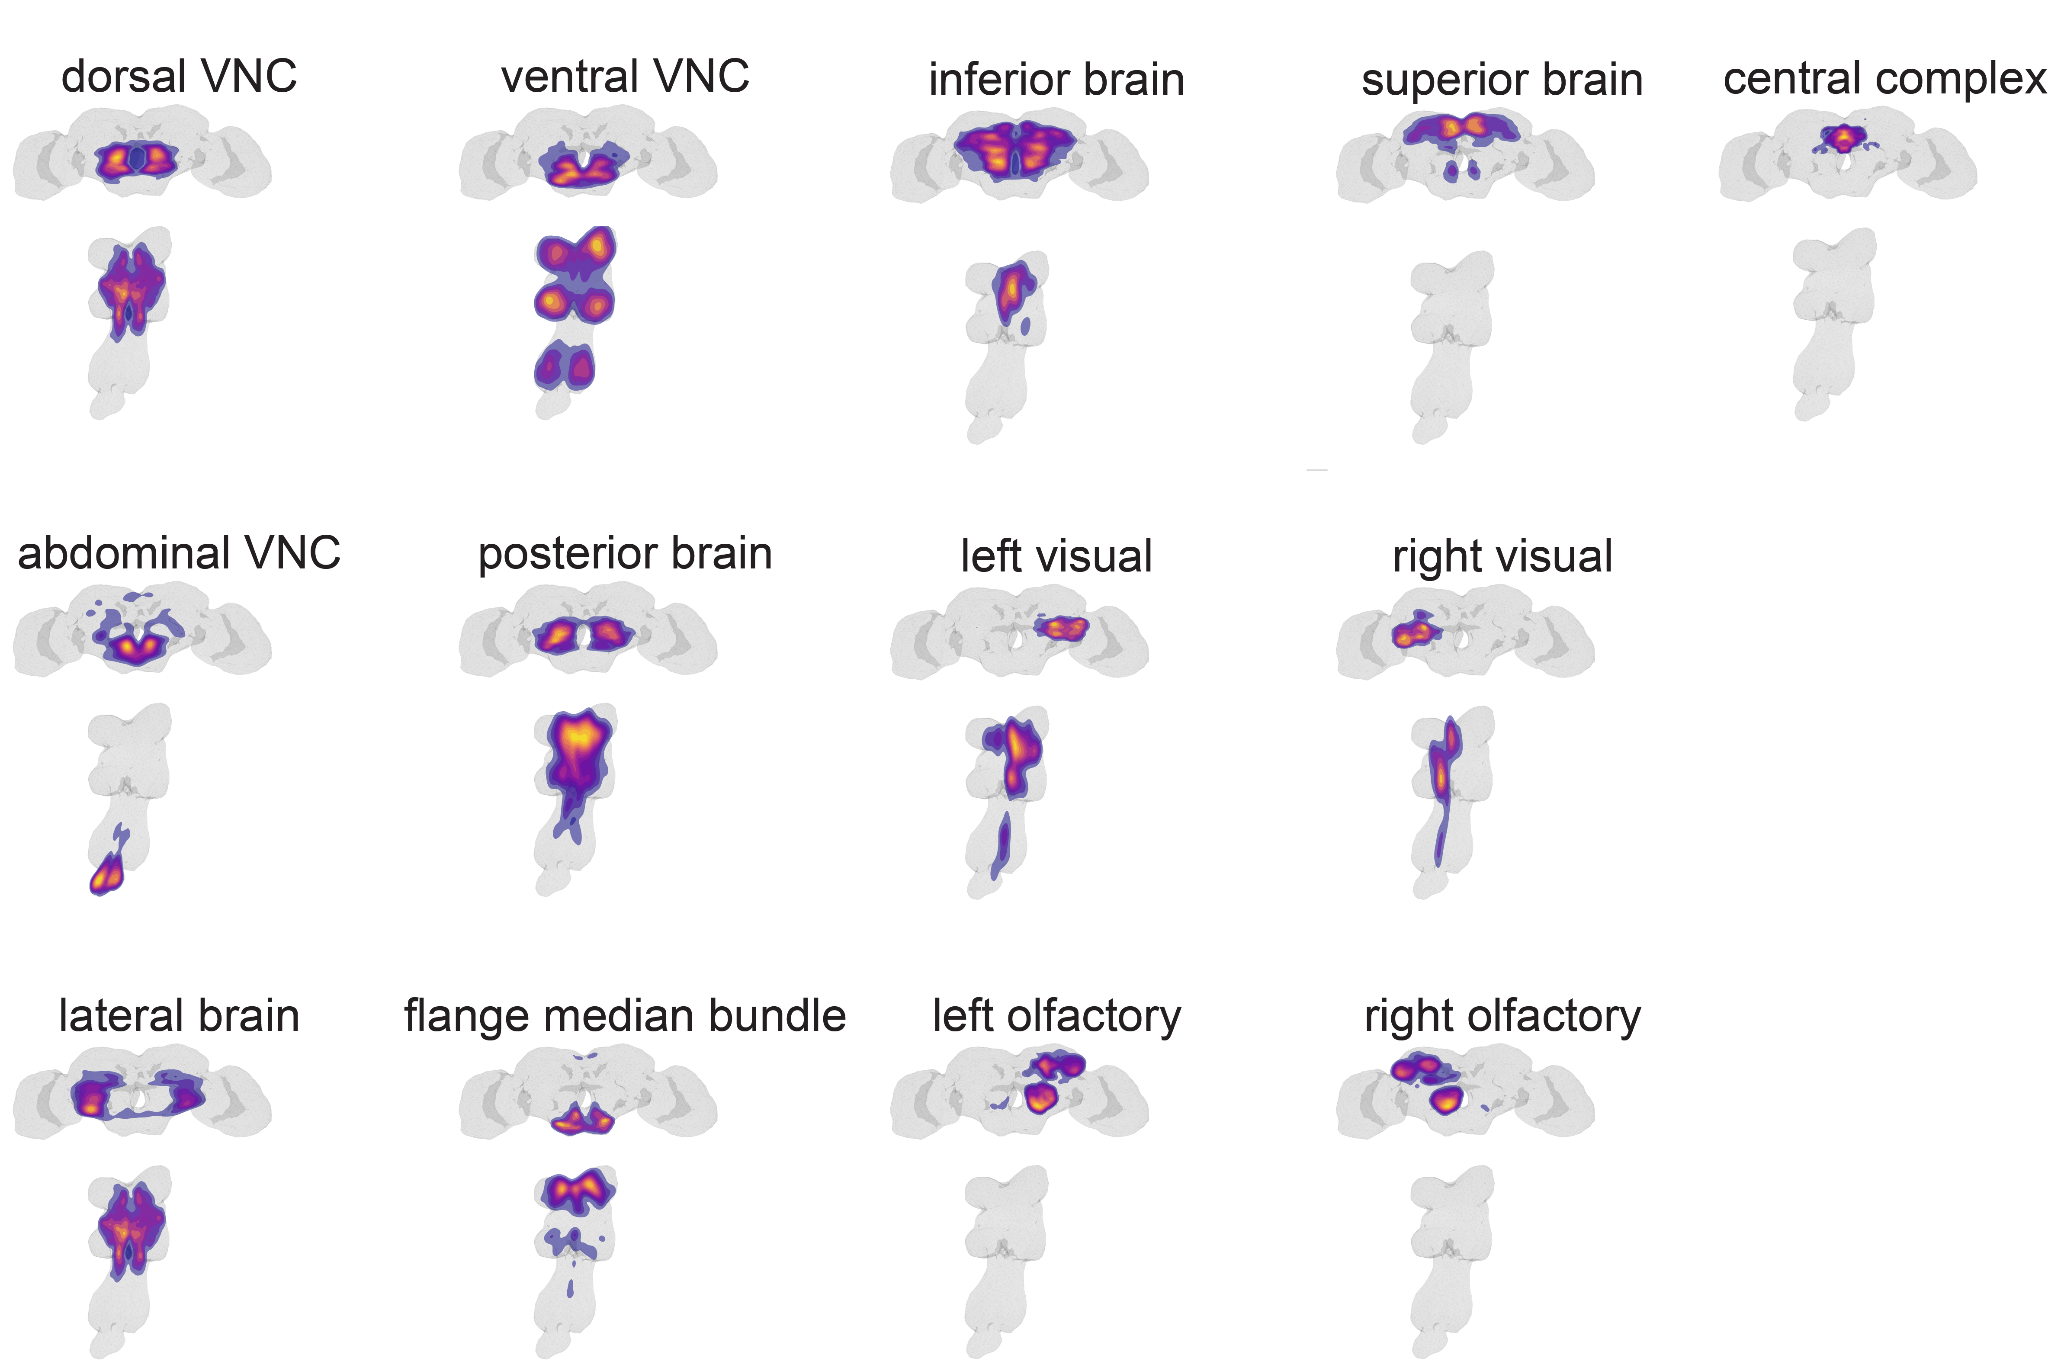 dorsal VNC
ventral VNC
inferior brain
superior brain
central complex
abdominal VNC
posterior brain
left visual
right visual
lateral brain
flange median bundle
left olfactory
right olfactory